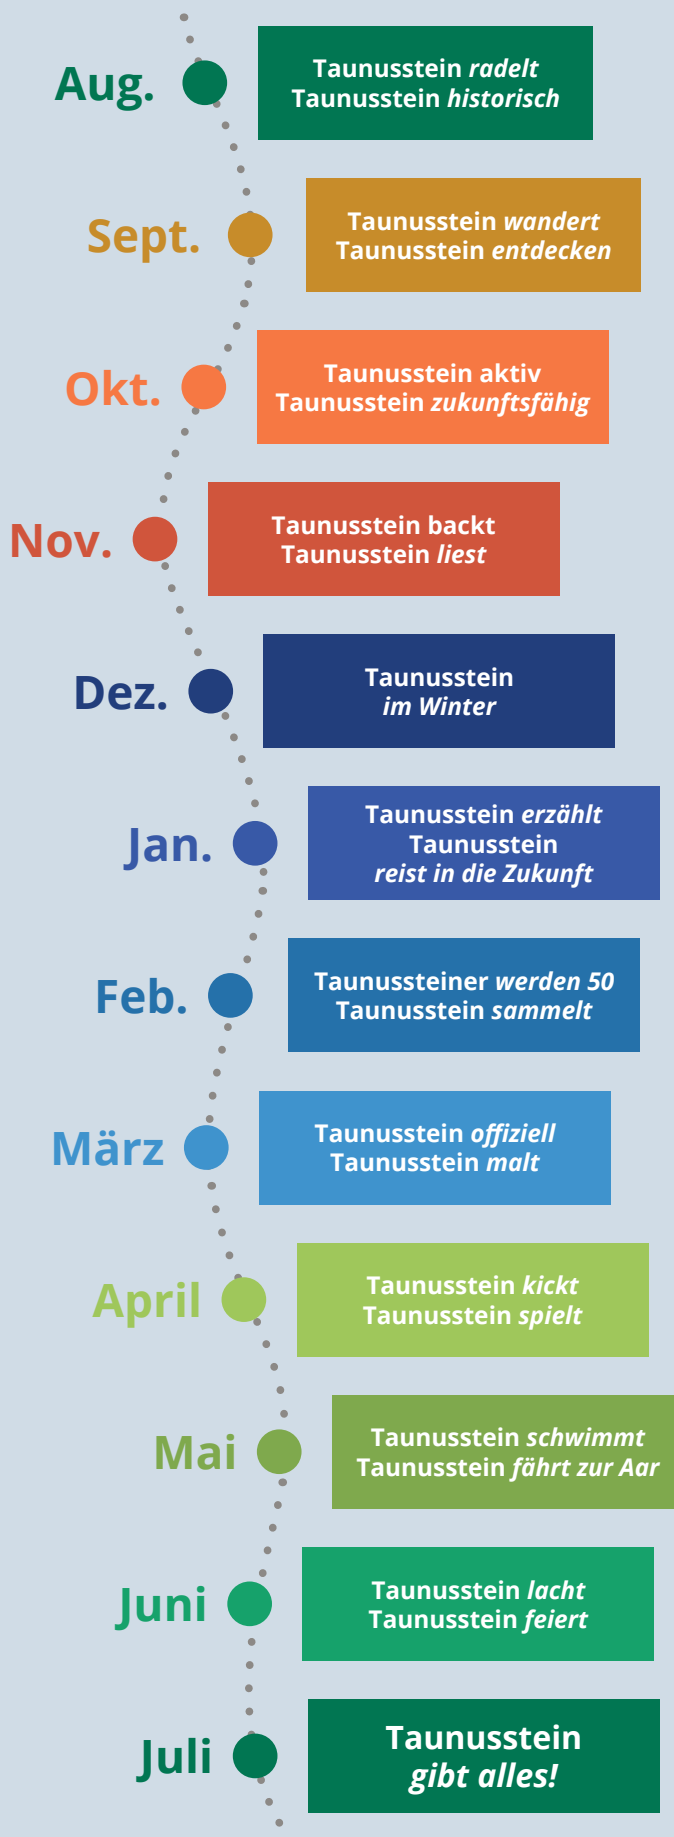 Aug.
Taunusstein radelt
Taunusstein historisch
Sept.
Taunusstein wandert
Taunusstein entdecken
Okt.
Taunusstein aktiv
Taunusstein zukunftsfähig
Nov.
Taunusstein backt
Taunusstein liest
Dez.
Taunusstein
im Winter
Jan.
Taunusstein erzählt
Taunusstein
reist in die Zukunft
Feb.
Taunussteiner werden 50
Taunusstein sammelt
März
Taunusstein offiziell
Taunusstein malt
April
Taunusstein kickt
Taunusstein spielt
Mai
Taunusstein schwimmt
Taunusstein fährt zur Aar
Juni
Taunusstein lacht
Taunusstein feiert
Juli
Taunusstein
gibt alles!